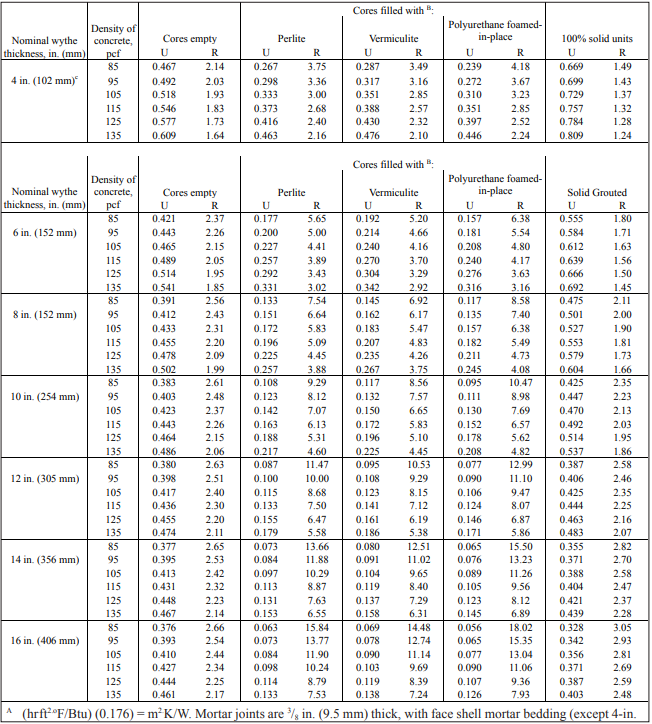 Cores filled with B:
Nominal wythe thickness, in. (mm) Density of concrete, pcf Cores empty Perlite Vermiculite Polyurethane foamed-in-place 100% solid units
U R U R U R U R U R
85 0.467 2.14 0.267 3.75 0.287 3.49 0.239 4.18 0.669 1.49
4 in. (102 mm)c 95 0.492 2.03 0.298 3.36 0.317 3.16 0.272 3.67 0.699 1.43
105 0.518 1.93 0.333 3.00 0.351 2.85 0.310 3.23 0.729 1.37
115 0.546 1.83 0.373 2.68 0.388 2.57 0.351 2.85 0.757 1.32
125 0.577 1.73 0.416 2.40 0.430 2.32 0.397 2.52 0.784 1.28
135 0.609 1.64 0.463 2.16 0.476 2.10 0.446 2.24 0.809 1.24
Cores filled with B:
Nominal wythe thickness, in. (mm) Density of concrete, pcf Cores empty Perlite Vermiculite Polyurethane foamed-in-place Solid Grouted
U R U R U R U R U R
85 0.421 2.37 0.177 5.65 0.192 5.20 0.157 6.38 0.555 1.80
95 0.443 2.26 0.200 5.00 0.214 4.66 0.181 5.54 0.584 1.71
6 in. (152 mm) 105 0.465 2.15 0.227 4.41 0.240 4.16 0.208 4.80 0.612 1.63
115 0.489 2.05 0.257 3.89 0.270 3.70 0.240 4.17 0.639 1.56
125 0.514 1.95 0.292 3.43 0.304 3.29 0.276 3.63 0.666 1.50
135 0.541 1.85 0.331 3.02 0.342 2.92 0.316 3.16 0.692 1.45
85 0.391 2.56 0.133 7.54 0.145 6.92 0.117 8.58 0.475 2.11
8 in. (152 mm) 95 0.412 2.43 0.151 6.64 0.162 6.17 0.135 7.40 0.501 2.00
105 0.433 2.31 0.172 5.83 0.183 5.47 0.157 6.38 0.527 1.90
115 0.455 2.20 0.196 5.09 0.207 4.83 0.182 5.49 0.553 1.81
125 0.478 2.09 0.225 4.45 0.235 4.26 0.211 4.73 0.579 1.73
135 0.502 1.99 0.257 3.88 0.267 3.75 0.245 4.08 0.604 1.66
85 0.383 2.61 0.108 9.29 0.117 8.56 0.095 10.47 0.425 2.35
10 in. (254 mm) 95 0.403 2.48 0.123 8.12 0.132 7.57 0.111 8.98 0.447 2.23
105 0.423 2.37 0.142 7.07 0.150 6.65 0.130 7.69 0.470 2.13
115 0.443 2.26 0.163 6.13 0.172 5.83 0.152 6.57 0.492 2.03
125 0.464 2.15 0.188 5.31 0.196 5.10 0.178 5.62 0.514 1.95
135 0.486 2.06 0.217 4.60 0.225 4.45 0.208 4.82 0.537 1.86
85 0.380 2.63 0.087 11.47 0.095 10.53 0.077 12.99 0.387 2.58
12 in. (305 mm) 95 0.398 2.51 0.100 10.00 0.108 9.29 0.090 11.10 0.406 2.46
105 0.417 2.40 0.115 8.68 0.123 8.15 0.106 9.47 0.425 2.35
115 0.436 2.30 0.133 7.50 0.141 7.12 0.124 8.07 0.444 2.25
125 0.455 2.20 0.155 6.47 0.161 6.19 0.146 6.87 0.463 2.16
135 0.474 2.11 0.179 5.58 0.186 5.38 0.171 5.86 0.483 2.07
85 0.377 2.65 0.073 13.66 0.080 12.51 0.065 15.50 0.355 2.82
14 in. (356 mm) 95 0.395 2.53 0.084 11.88 0.091 11.02 0.076 13.23 0.371 2.70
105 0.413 2.42 0.097 10.29 0.104 9.65 0.089 11.26 0.388 2.58
115 0.431 2.32 0.113 8.87 0.119 8.40 0.105 9.56 0.404 2.47
125 0.448 2.23 0.131 7.63 0.137 7.29 0.123 8.12 0.421 2.37
135 0.467 2.14 0.153 6.55 0.158 6.31 0.145 6.89 0.439 2.28
85 0.376 2.66 0.063 15.84 0.069 14.48 0.056 18.02 0.328 3.05
16 in. (406 mm) 95 0.393 2.54 0.073 13.77 0.078 12.74 0.065 15.35 0.342 2.93
105 0.410 2.44 0.084 11.90 0.090 11.14 0.077 13.04 0.356 2.81
115 0.427 2.34 0.098 10.24 0.103 9.69 0.090 11.06 0.371 2.69
125 0.444 2.25 0.114 8.79 0.119 8.39 0.107 9.36 0.387 2.59
135 0.461 2.17 0.133 7.53 0.138 7.24 0.126 7.93 0.403 2.48
A (hrft2.oF/Btu) (0.176) = m2 K/W. Mortar joints are 3/8 in. (9.5 mm) thick, with face shell mortar bedding (except 4-in.